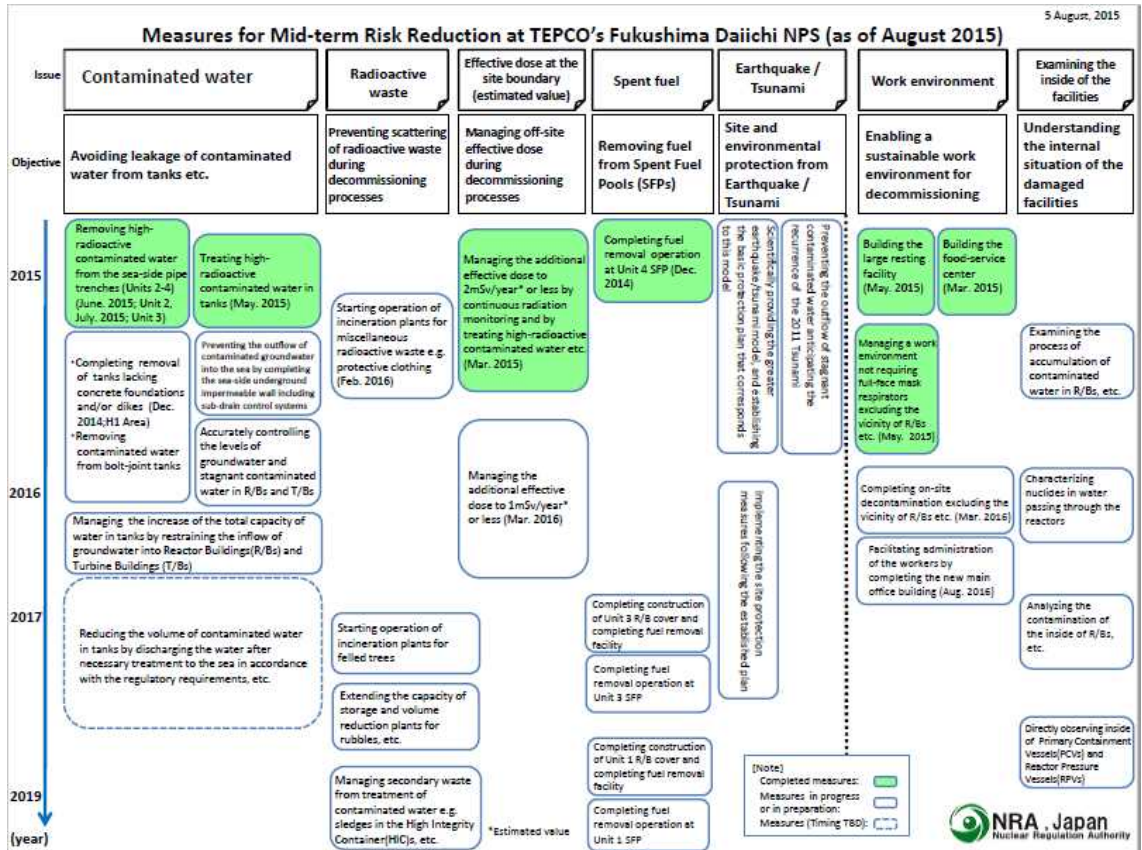 5 August, 2015
Measures for Mid-term Risk Reduction at TEPCO's Fukushima Daiichi NPS (as of August 2015)
Issue
Contaminated water
Radioactive
waste
Effective dose at the
site boundary
(estimated value)
Spent fuel
Earthquake /
Tsunami
Work environment
Examining the
inside of the
facilities
Objective
Avoiding leakage of contaminated
water from tanks etc.
Preventing scattering
of radioactive waste
during
decommissioning
processes
Managing off-site
effective dose
during
decommissioning
processes
Removing fuel
from Spent Fuel
Pools (SFPs)
Site and
environmental
protection from
Earthquake /
Tsunami
Enabling a
sustainable work
environment for
decommissioning
Understanding
the internal
situation of the
damaged
facilities
2015
2016
2017
2019
(year)
Removing high-
radioactive
contaminated water
from the sea-side pipe
trenches (Units 2-4)
(June. 2015; Unit 2,
July. 2015; Unit 3)
Treating high-
radioactive
contaminated water in
tanks (May. 2015)
*Completing removal
of tanks lacking
concrete foundations
and/or dikes (Dec.
2014;H1 Area)
*Removing
contaminated water
from bolt-joint tanks
Preventing the outflow of
contaminated groundwater
into the sea by completing
the sea-side underground
impermeable wall including
sub-drain control systems
Accurately controlling
the levels of
groundwater and
stagnant contaminated
water in R/Bs and T/Bs
Managing the increase of the total capacity of
water in tanks by restraining the inflow of
groundwater into Reactor Buildings(R/Bs) and
Turbine Buildings (T/Bs)
Reducing the volume of contaminated water
in tanks by discharging the water after
necessary treatment to the sea in accordance
with the regulatory requirements, etc.
Starting operation of
incineration plants for
miscellaneous
radioactive waste e.g.
protective clothing
(Feb. 2016)
Starting operation of
incineration plants for
felled trees
Extending the capacity of
storage and volume
reduction plants for
rubbles, etc.
Managing secondary waste
from treatment of
contaminated water e.g.
sledges in the High Integrity
Container(HIC)s, etc.
Managing the additional
effective dose to
2mSv/year* or less by
continuous radiation
monitoring and by
treating high-radioactive
contaminated water etc.
(Mar. 2015)
Managing the
additional effective
dose to 1mSv/year*
or less (Mar. 2016)
*Estimated value
Completing fuel
removal operation
at Unit 4 SFP (Dec.
2014)
Completing construction
of Unit 3 R/B cover and
completing fuel removal
facility
Completing fuel
removal operation at
Unit 3 SFP
Completing construction
of Unit 1 R/B cover and
completing fuel removal
facility
Completing fuel
removal operation at
Unit 1 SFP
Scientifically providing the greater
earthquake/tsunami model, and establishing
the basic protection plan that corresponds
to this model
Preventing the outflow of stagnant
contaminated water anticipating the
recurrence of the 2011 Tsunami
Implementing the site protection
measures following the established plan
Building the
large resting
facility
(May. 2015)
Building the
food-service
center
(Mar. 2015)
Managing a work
environment
not requiring
full-face mask
respirators
excluding the
vicinity of R/Bs
etc. (May. 2015)
Completing on-site
decontamination excluding the
vicinity of R/Bs etc. (Mar. 2016)
Facilitating administration
of the workers by
completing the new main
office building (Aug. 2016)
Examining the
process of
accumulation of
contaminated
water in R/Bs, etc.
Characterizing
nuclides in water
passing through the
reactors
Analyzing the
contamination of
the inside of R/Bs,
etc.
Directly observing inside
of Primary Containment
Vessels(PCVs) and
Reactor Pressure
Vessels(RPVs)
[Note]
Completed measures:
Measures in progress
or in preparation:
Measures (Timing TBD):
NRA, Japan
Nuclear Regulation Authority